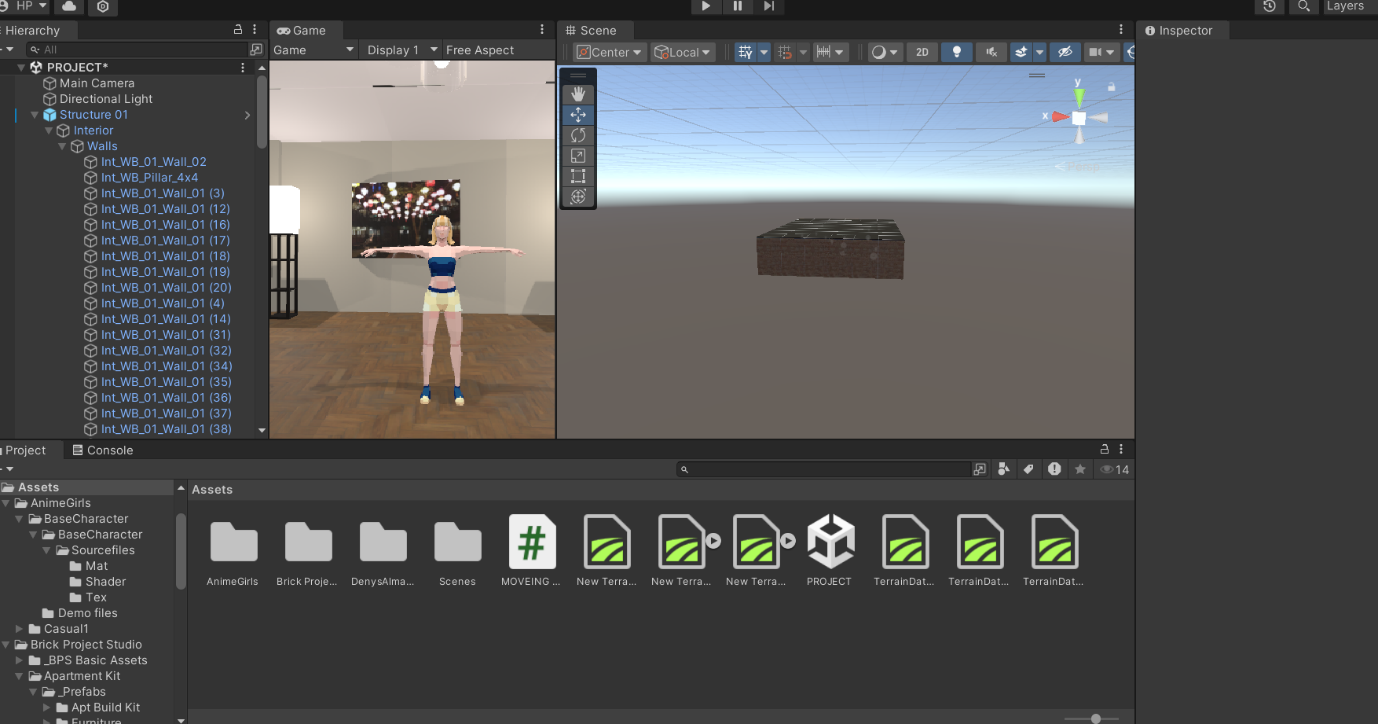 HP
Layers
Hierarchy
Game
Scene
Inspector
All
Game
Display 1
Free Aspect
Center
Local
2D
PROJECT*
Main Camera
Directional Light
Structure 01
Interior
Walls
Int_WB_01_Wall_02
Int_WB_Pillar_4x4
Int_WB_01_Wall_01 (3)
Int_WB_01_Wall_01 (12)
Int_WB_01_Wall_01 (16)
Int_WB_01_Wall_01 (17)
Int_WB_01_Wall_01 (18)
Int_WB_01_Wall_01 (19)
Int_WB_01_Wall_01 (20)
Int_WB_01_Wall_01 (4)
Int_WB_01_Wall_01 (14)
Int_WB_01_Wall_01 (31)
Int_WB_01_Wall_01 (32)
Int_WB_01_Wall_01 (34)
Int_WB_01_Wall_01 (35)
Int_WB_01_Wall_01 (36)
Int_WB_01_Wall_01 (37)
Int_WB_01_Wall_01 (38)
y
x
Project
Console
14
Assets
AnimeGirls
BaseCharacter
BaseCharacter
Sourcefiles
Mat
Shader
Tex
Demo files
Casual1
Brick Project Studio
_BPS Basic Assets
Apartment Kit
_Prefabs
Apt Build Kit
Furniture
Assets
AnimeGirls
Brick Proje...
DenysAlma...
Scenes
MOVEING ...
New Terra...
New Terra...
New Terra...
PROJECT
TerrainDat...
TerrainDat...
TerrainDat...